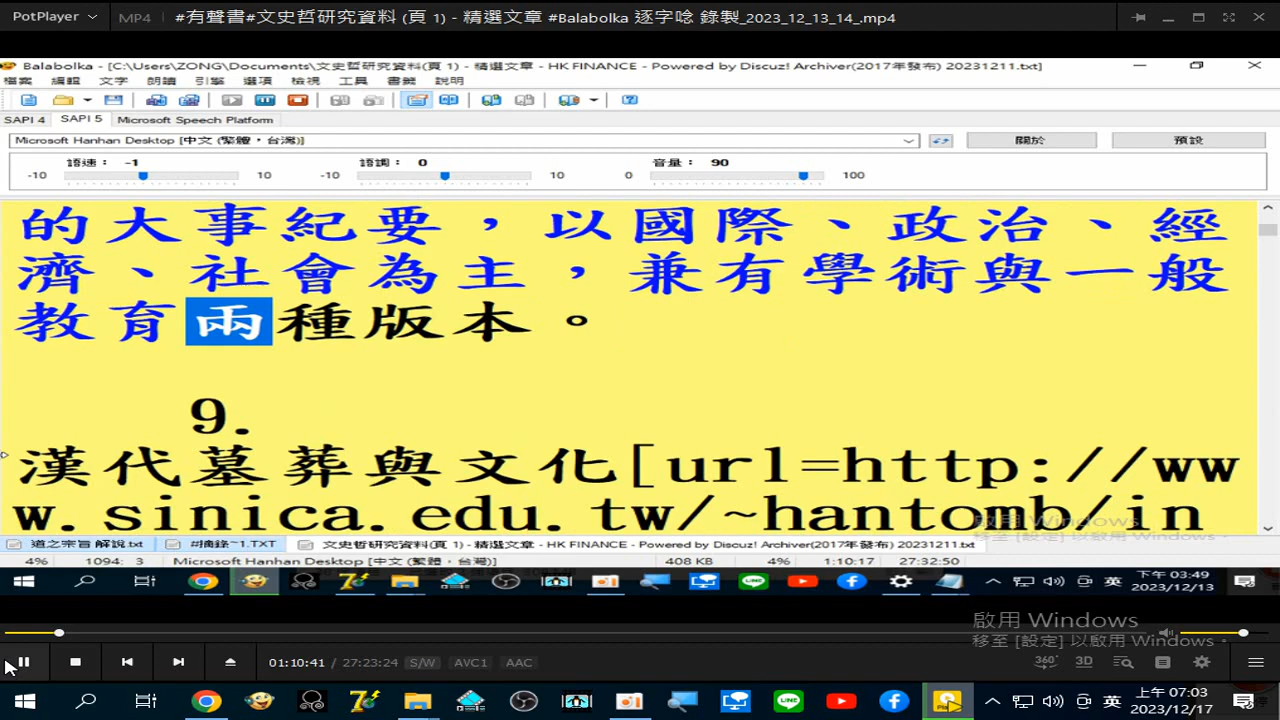 PotPlayer MP4 #有聲書#文史哲研究資料 (頁 1) - 精選文章 #Balabolka 逐字唸 錄製_2023_12_13_14_.mp4
Balabolka - [C:\Users\ZONG\Documents\文史哲研究資料(頁 1) - 精選文章 - HK FINANCE - Powered by Discuz! Archiver(2017年發布) 20231211.txt]
檔案 編輯 文字 朗讀 引擎 選項 檢視 工具 書籤 說明
SAPI 4 SAPI 5 Microsoft Speech Platform
Microsoft Hanhan Desktop [中文 (繁體，台灣)] 關於 預設
語速： -1 語調： 0 音量： 90
-10 10 -10 10 0 100
的大事紀要，以國際、政治、經
濟、社會為主，兼有學術與一般
教育兩種版本。
9.
漢代墓葬與文化[url=http://ww
w.sinica.edu.tw/~hantomb/in
啟用 Windows
移至 [設定] 以啟用 Windows。
道之宗旨 解說.txt #摘錄~1.TXT 文史哲研究資料(頁 1) - 精選文章 - HK FINANCE - Powered by Discuz! Archiver(2017年發布) 20231211.txt
4% 1094: 3 Microsoft Hanhan Desktop [中文 (繁體，台灣)] 408 KB 4% 1:10:17 27:32:50
英 下午 03:49
2023/12/13
啟用 Windows
移至 [設定] 以啟用 Windows。
01:10:41 / 27:23:24 S/W AVC1 AAC 360° 3D
英 上午 07:03
2023/12/17